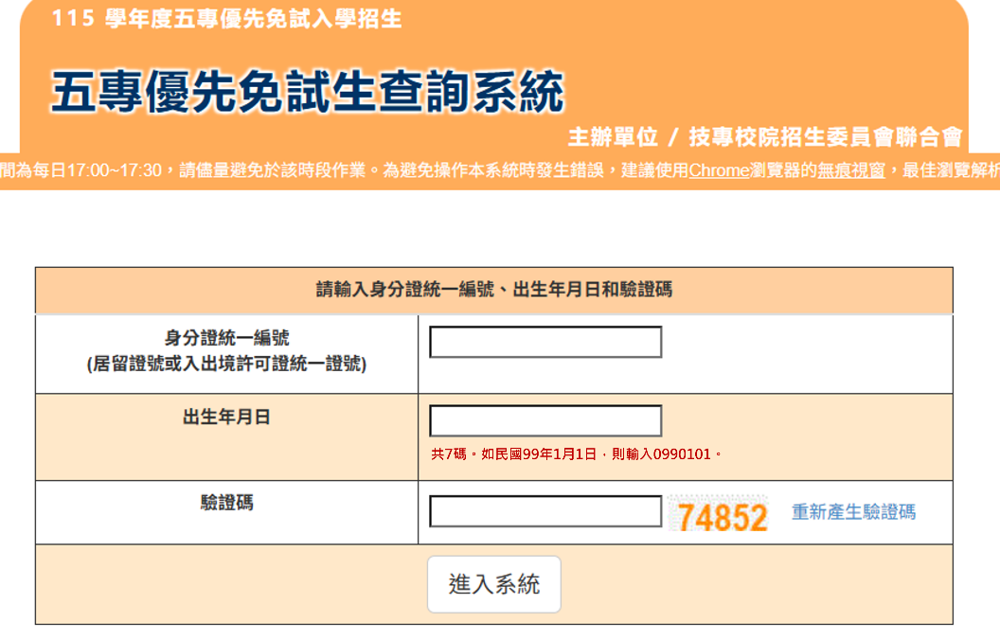 115 學年度五專優先免試入學招生
五專優先免試生查詢系統
主辦單位 / 技專校院招生委員會聯合會
間為每日17:00~17:30，請儘量避免於該時段作業。為避免操作本系統時發生錯誤，建議使用Chrome瀏覽器的無痕視窗，最佳瀏覽解析
請輸入身分證統一編號、出生年月日和驗證碼
身分證統一編號
(居留證號或入出境許可證統一證號)
出生年月日
共7碼。如民國99年1月1日，則輸入0990101。
驗證碼
74852 重新產生驗證碼
進入系統